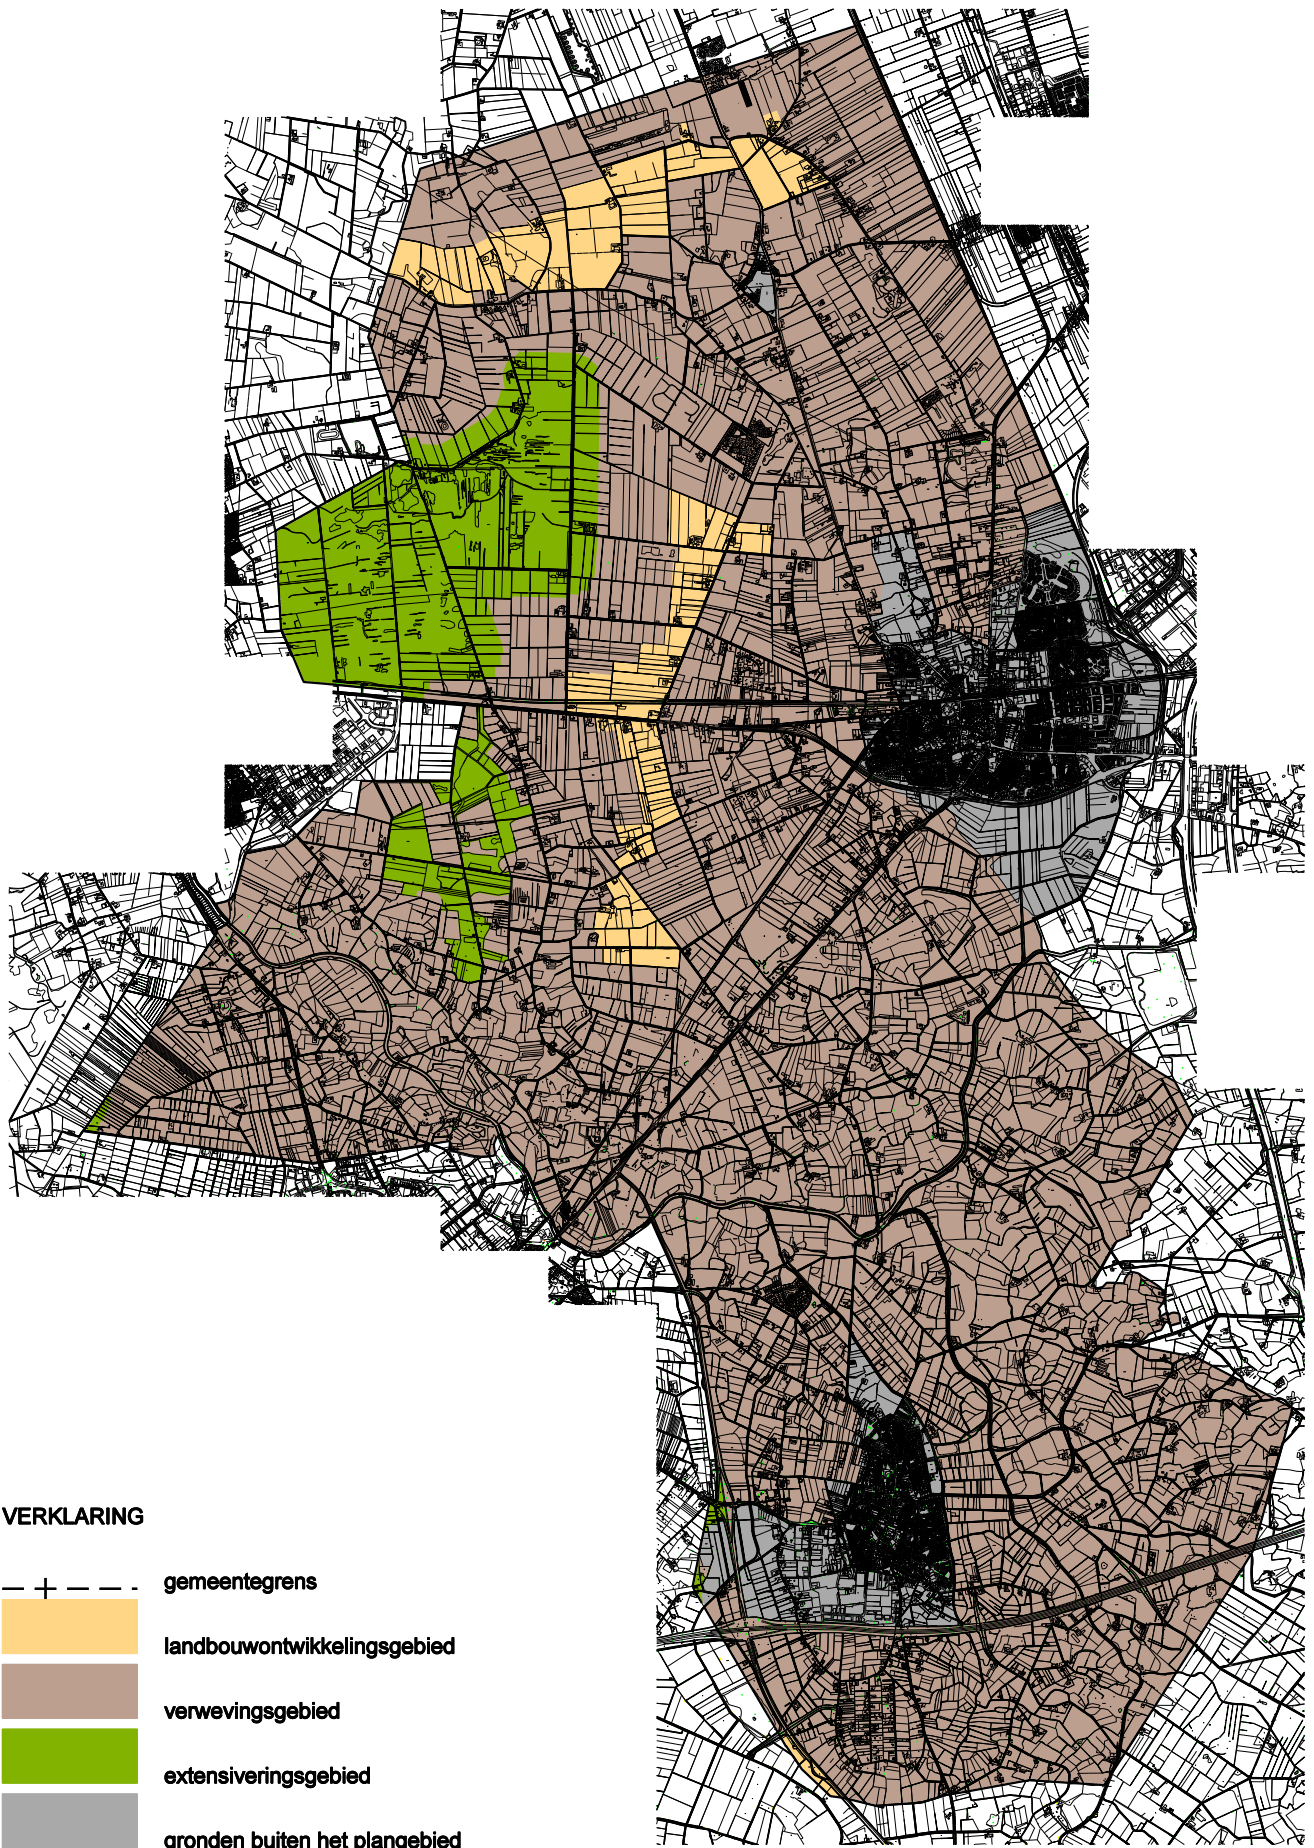 VERKLARING
gemeentegrens
landbouwontwikkelingsgebied
verwevingsgebied
extensiveringsgebied
gronden buiten het plangebied